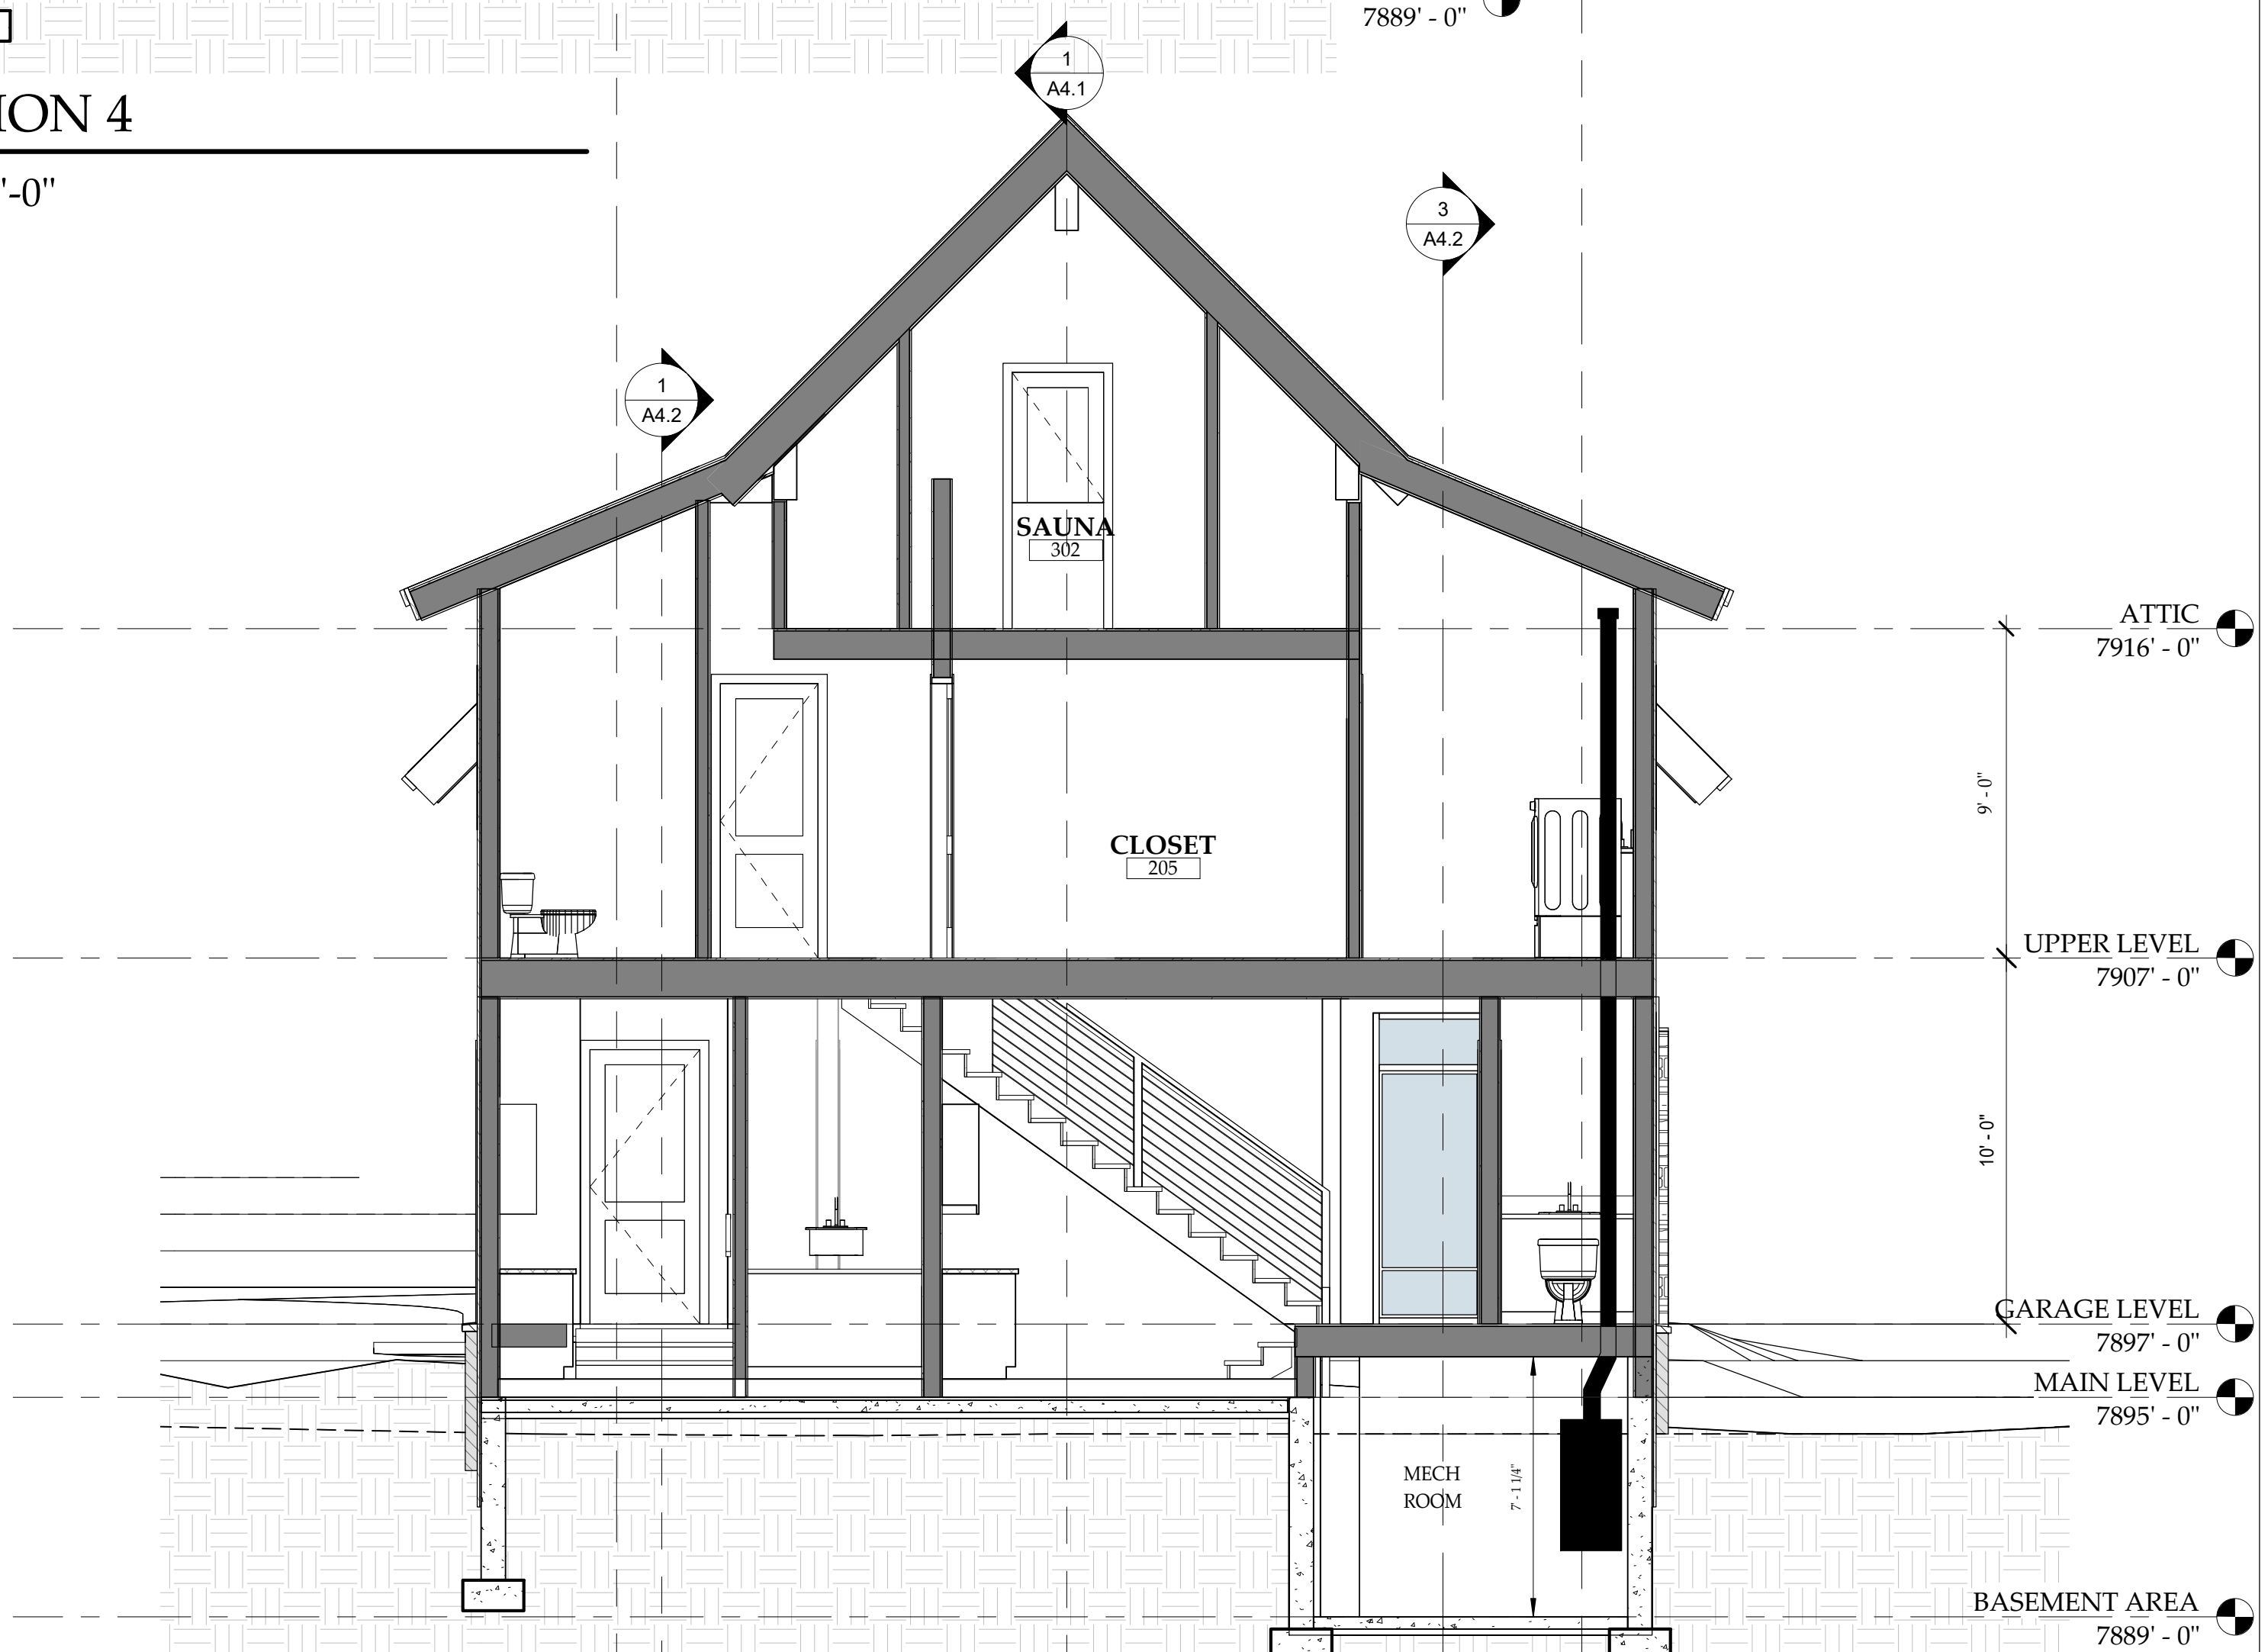 7889' - 0"
1
A4.1
ION 4
'-0"
3
A4.2
1
A4.2
SAUNA
302
ATTIC
7916' - 0"
9' - 0"
CLOSET
205
UPPER LEVEL
7907' - 0"
10' - 0"
GARAGE LEVEL
7897' - 0"
MAIN LEVEL
7895' - 0"
MECH
ROOM
7' - 1 1/4"
BASEMENT AREA
7889' - 0"